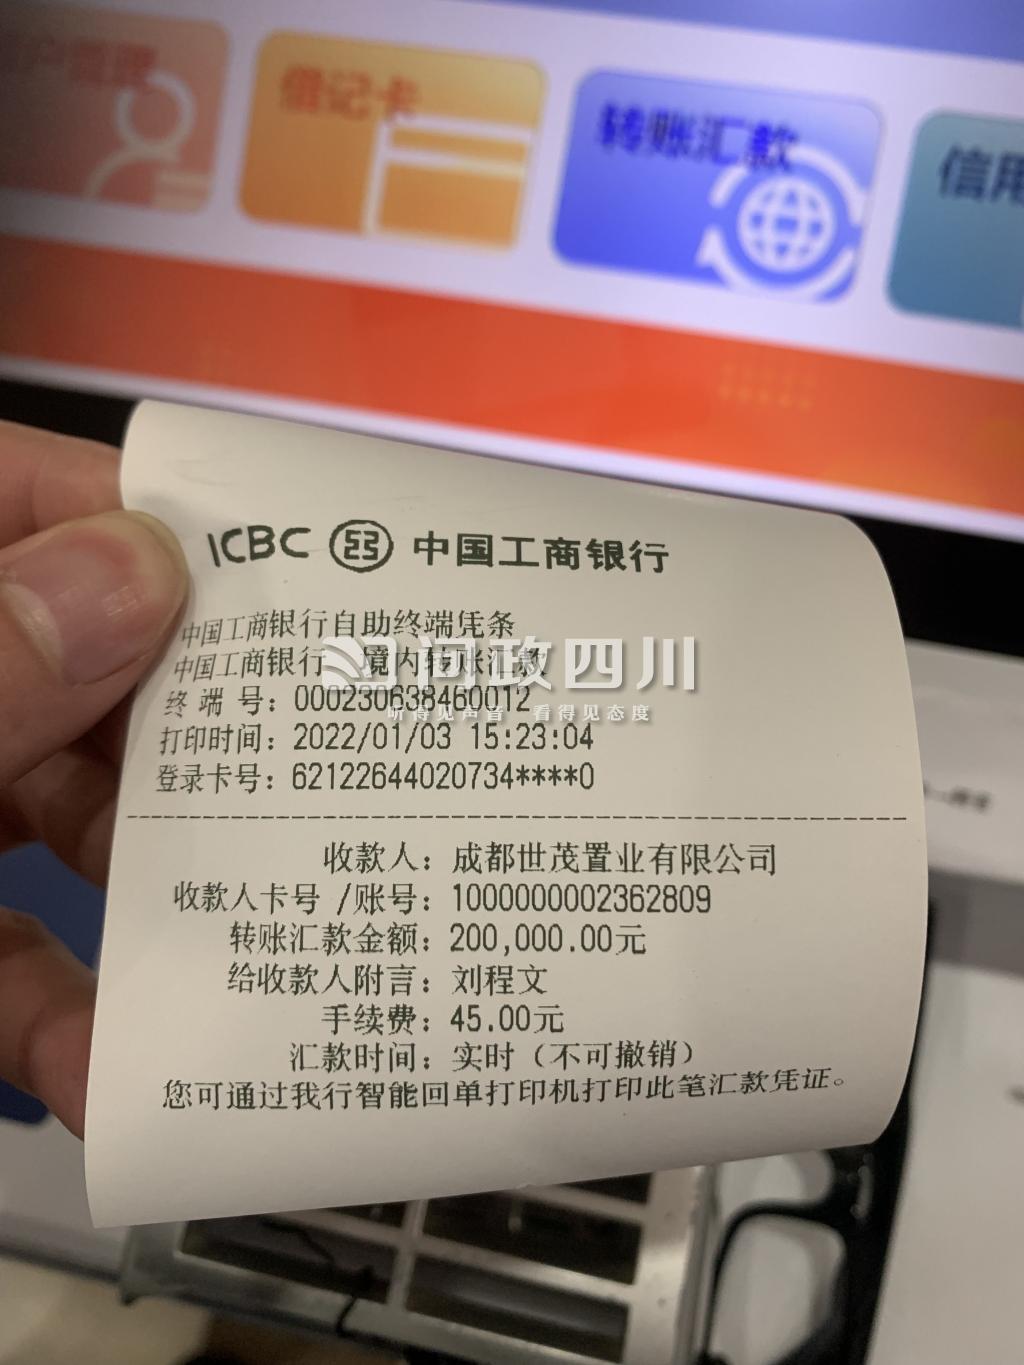 借记卡
转账汇款
信用
ICBC 中国工商银行
中国工商银行自助终端凭条
中国工商银行 境内转账汇款
问政四川
终 端 号：000230638460012
听得见声音 看得见态度
打印时间：2022/01/03 15:23:04
登录卡号：62122644020734****0
收款人：成都世茂置业有限公司
收款人卡号 /账号：1000000002362809
转账汇款金额：200,000.00元
给收款人附言：刘程文
手续费：45.00元
汇款时间：实时（不可撤销）
您可通过我行智能回单打印机打印此笔汇款凭证。